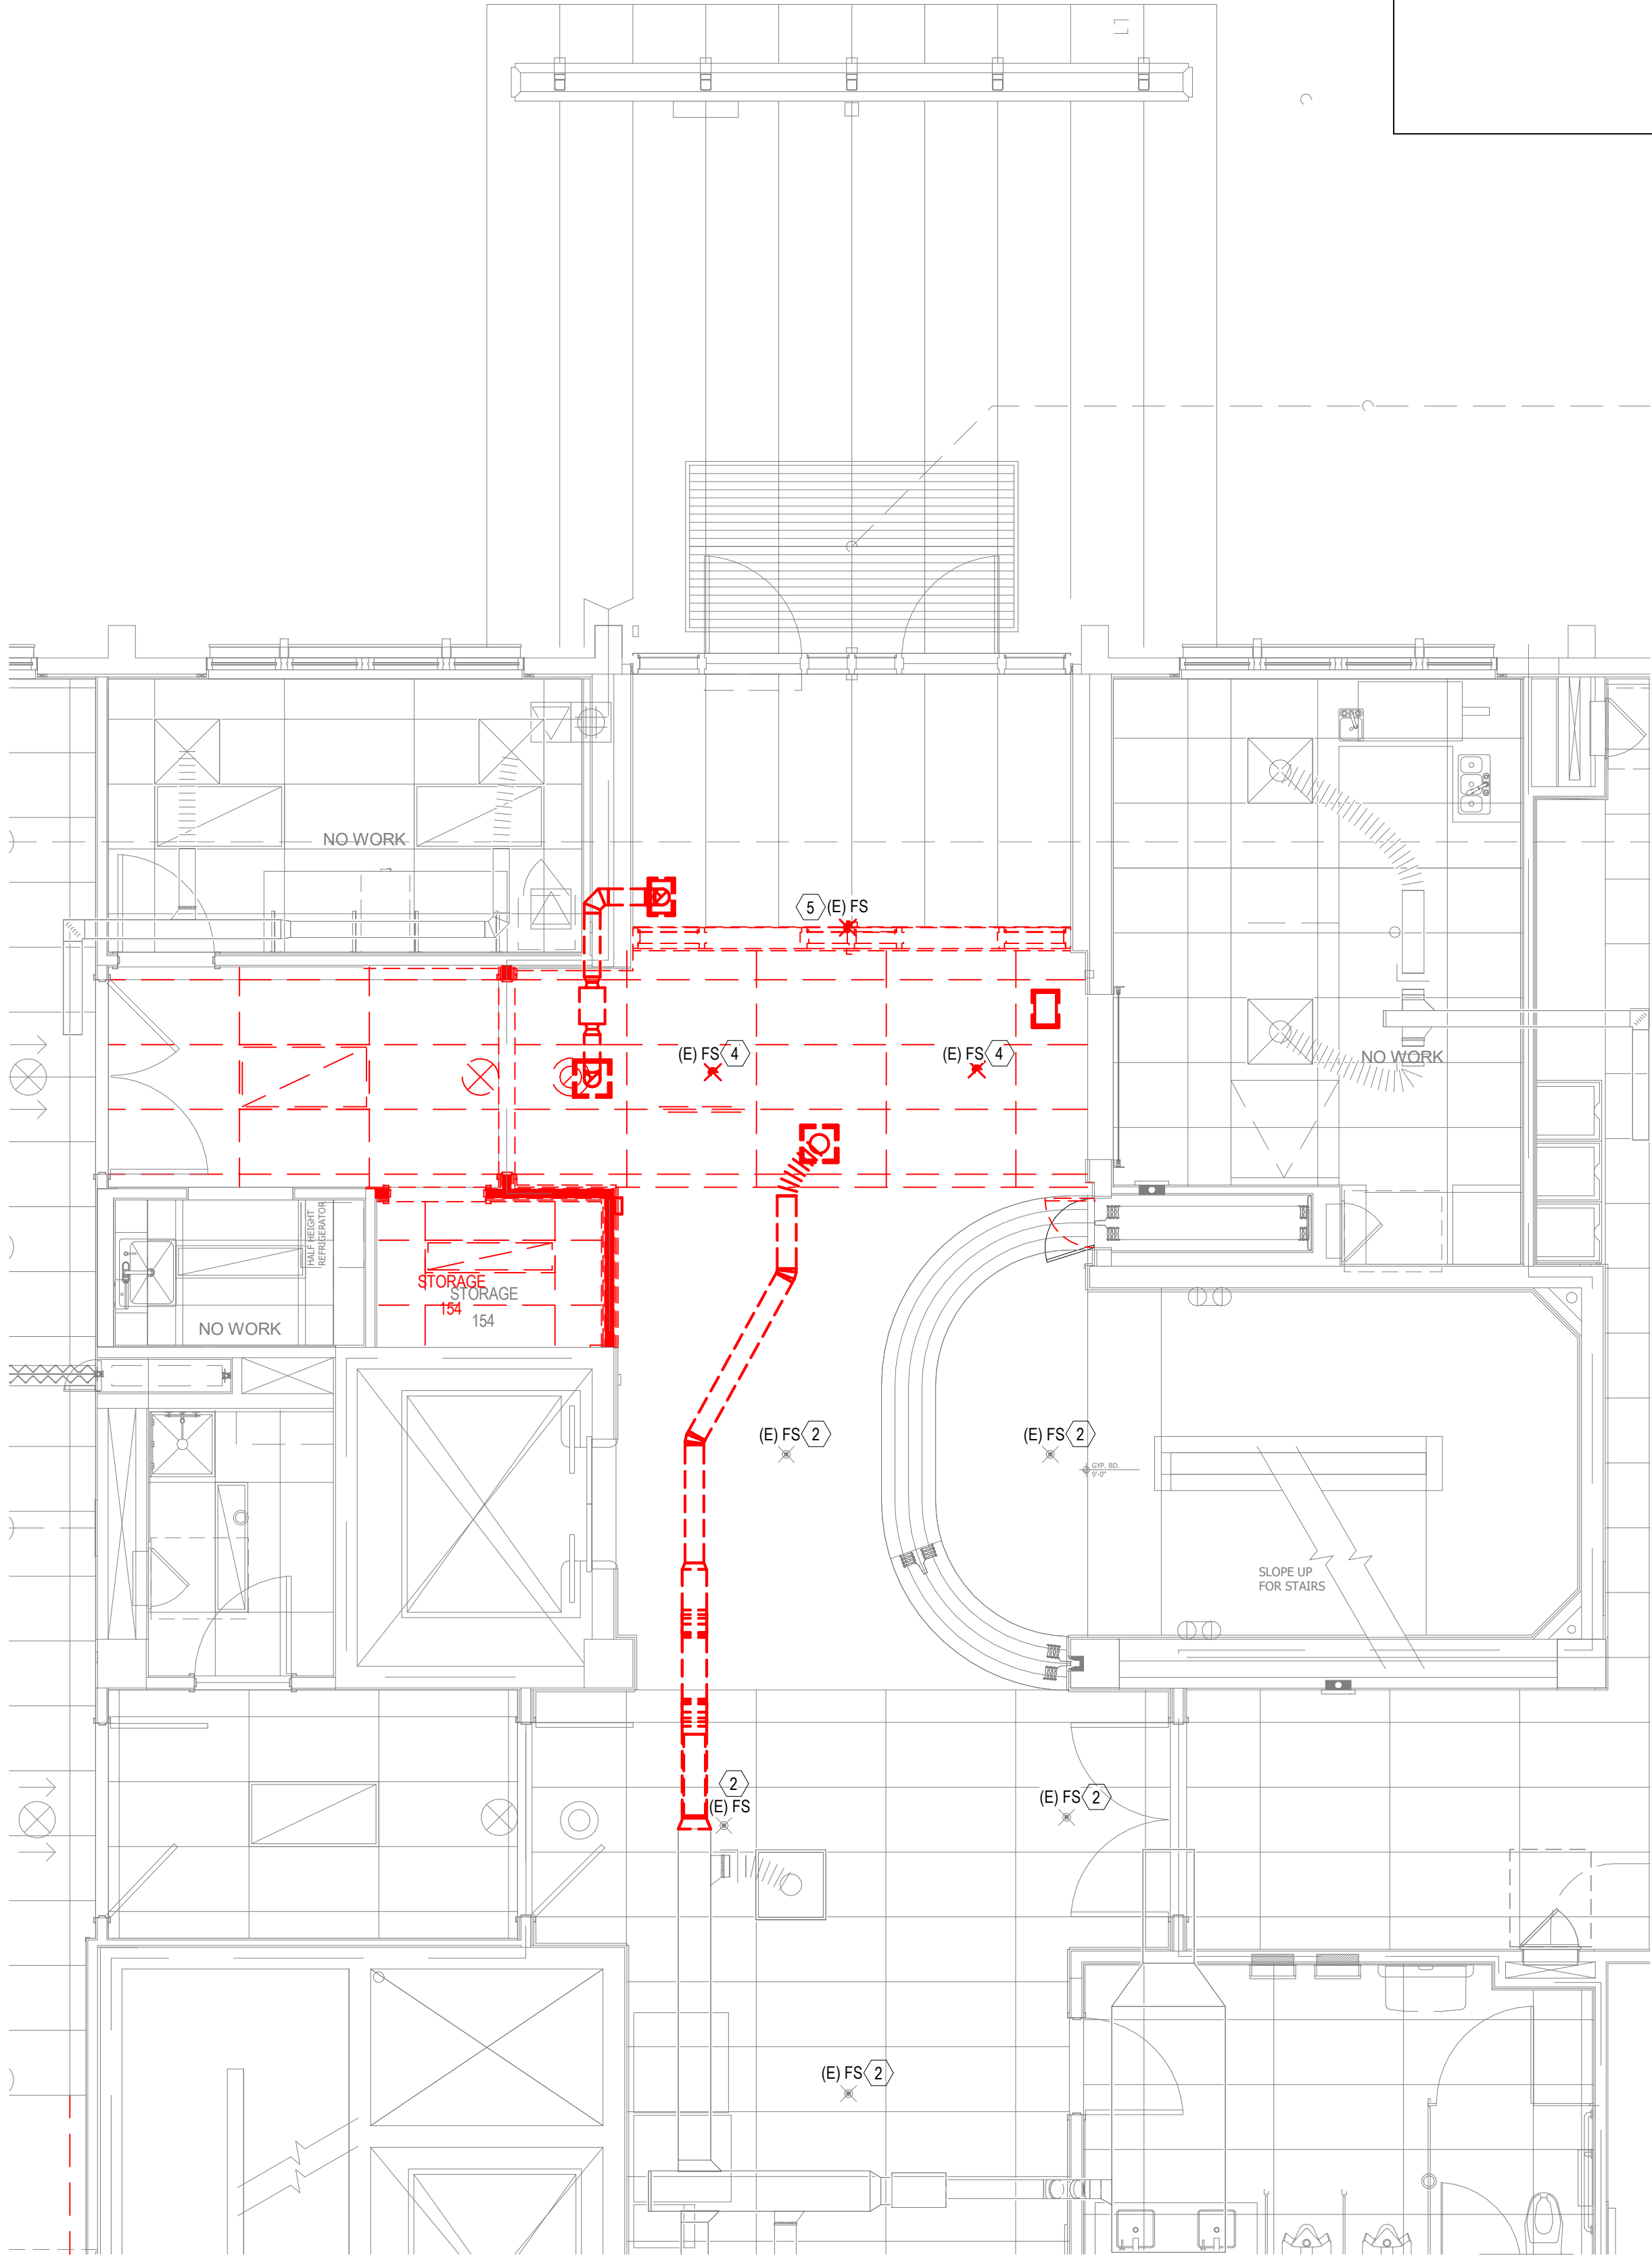 NO WORK
5 (E) FS
(E) FS 4
(E) FS 4
NO WORK
HALF HEIGHT
REFRIGERATOR
STORAGE
154
STORAGE
154
NO WORK
(E) FS 2
(E) FS 2
GYP. BD.
9'-0"
SLOPE UP
FOR STAIRS
2
(E) FS
(E) FS 2
(E) FS 2